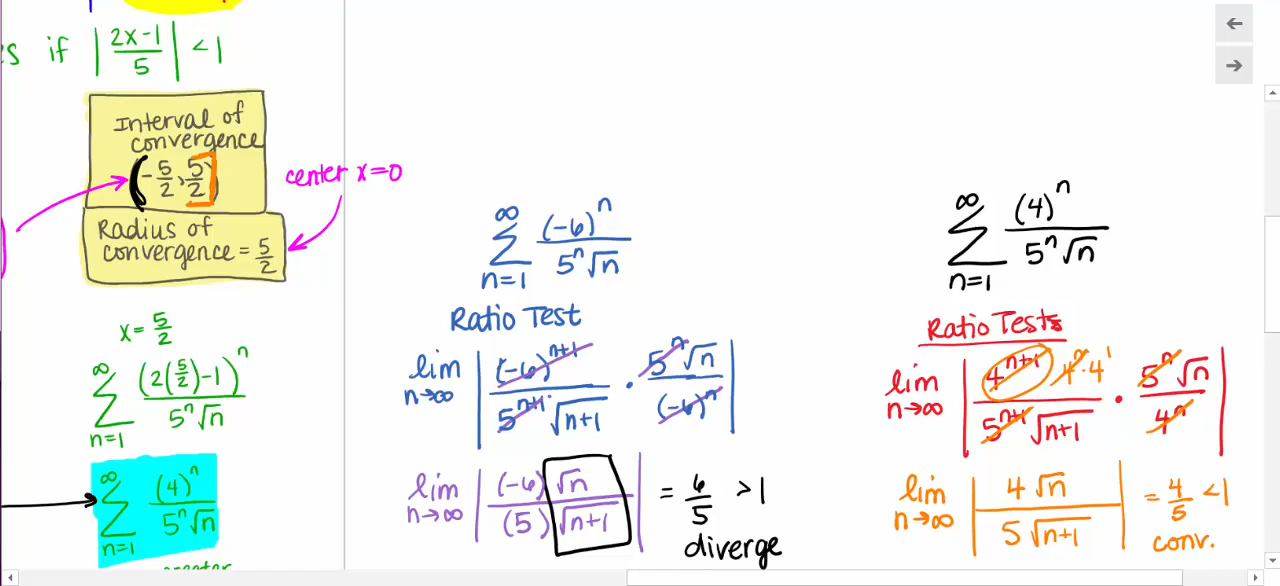 s if |2x-1/5| < 1
Interval of
convergence
(-5/2, 5/2]
center x=0
Radius of
convergence = 5/2
x = 5/2
∞
∑ (2(5/2)-1)^n / 5^n √n
n=1
∞
∑ (4)^n / 5^n √n
n=1
greater
∞
∑ (-6)^n / 5^n √n
n=1
Ratio Test
lim n→∞ | (-6)^n+1 / 5^n+1 √n+1 · 5^n √n / (-6)^n |
lim n→∞ | (-6) √n / (5) √n+1 | = 6/5 > 1
diverge
∞
∑ (4)^n / 5^n √n
n=1
Ratio Test
lim n→∞ | 4^n+1 4^n · 4^1 / 5^n+1 √n+1 · 5^n √n / 4^n |
lim n→∞ | 4 √n / 5 √n+1 | = 4/5 < 1
conv.